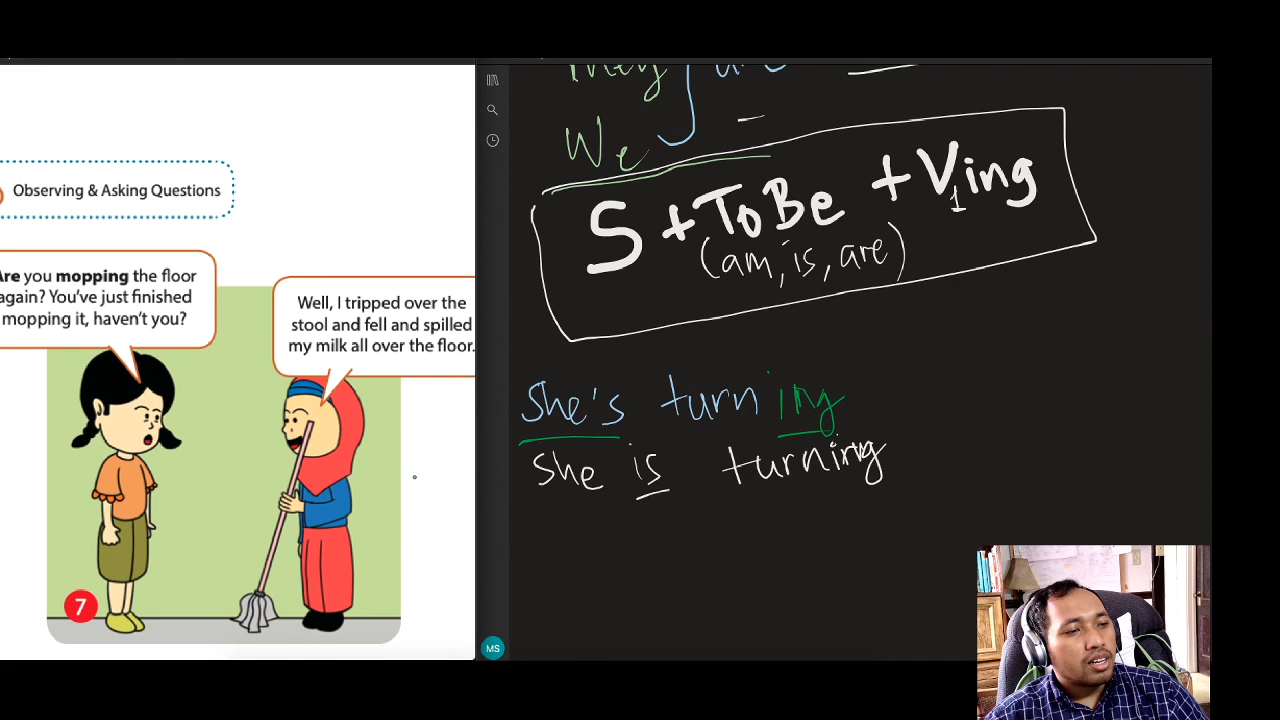 Observing & Asking Questions
Are you mopping the floor
again? You've just finished
mopping it, haven't you?
Well, I tripped over the
stool and fell and spilled
my milk all over the floor.
7
They
We
S + ToBe + V1ing
(am, is, are)
She's turning
She is turning
MS